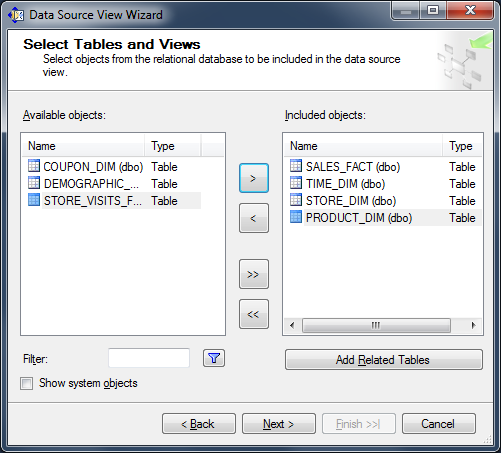 Data Source View Wizard
Select Tables and Views
Select objects from the relational database to be included in the data source
view.
Available objects:
Included objects:
Name Type
COUPON_DIM (dbo) Table
DEMOGRAPHIC_... Table
STORE_VISITS_F... Table
>
<
>>
<<
Name Type
SALES_FACT (dbo) Table
TIME_DIM (dbo) Table
STORE_DIM (dbo) Table
PRODUCT_DIM (dbo) Table
Filter:
Add Related Tables
Show system objects
< Back
Next >
Finish >>|
Cancel